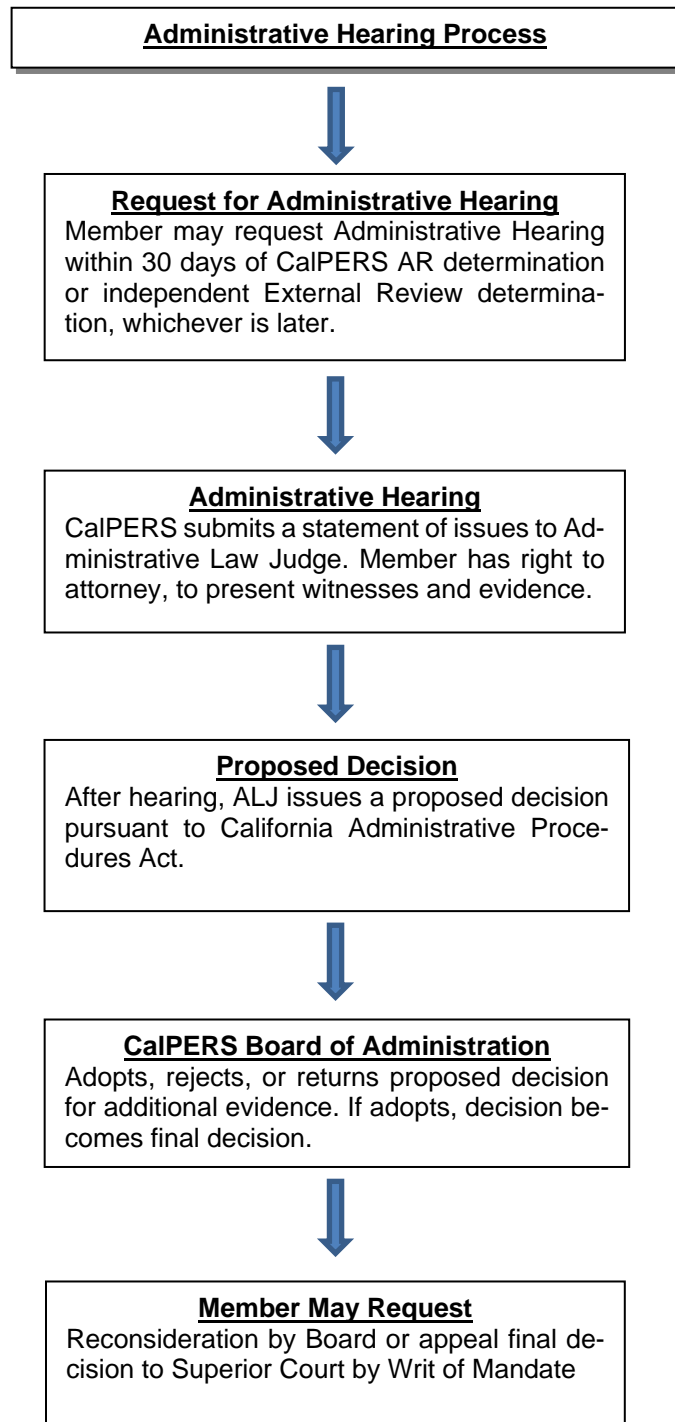 Administrative Hearing Process
Request for Administrative Hearing
Member may request Administrative Hearing
within 30 days of CalPERS AR determination
or independent External Review determina-
tion, whichever is later.
Administrative Hearing
CalPERS submits a statement of issues to Ad-
ministrative Law Judge. Member has right to
attorney, to present witnesses and evidence.
Proposed Decision
After hearing, ALJ issues a proposed decision
pursuant to California Administrative Proce-
dures Act.
CalPERS Board of Administration
Adopts, rejects, or returns proposed decision
for additional evidence. If adopts, decision be-
comes final decision.
Member May Request
Reconsideration by Board or appeal final de-
cision to Superior Court by Writ of Mandate